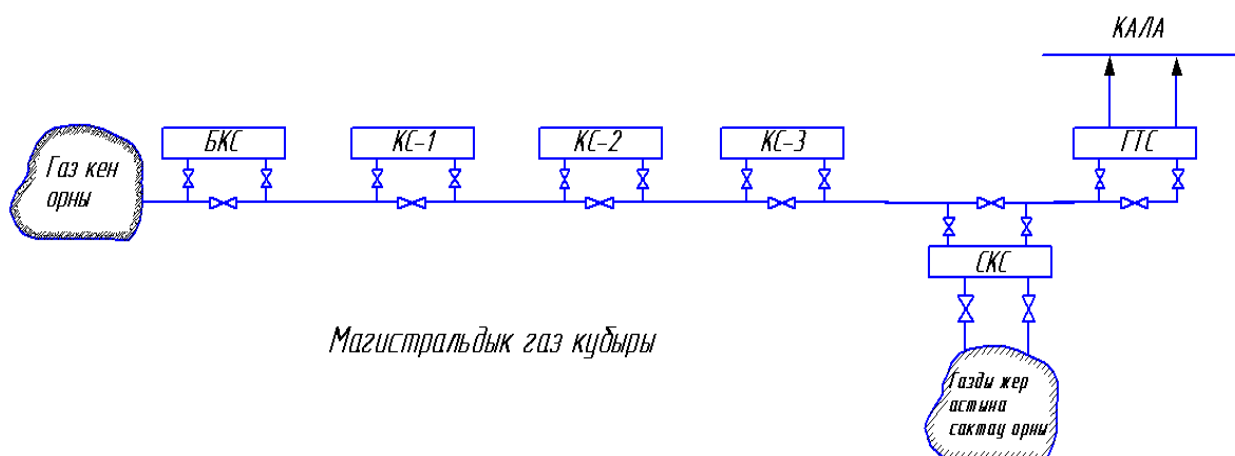 КАЛА
БКС
КС-1
КС-2
КС-3
ГТС
Газ кен
орны
СКС
Магистральдык газ кубыры
Газды жер
астина
сактау орны